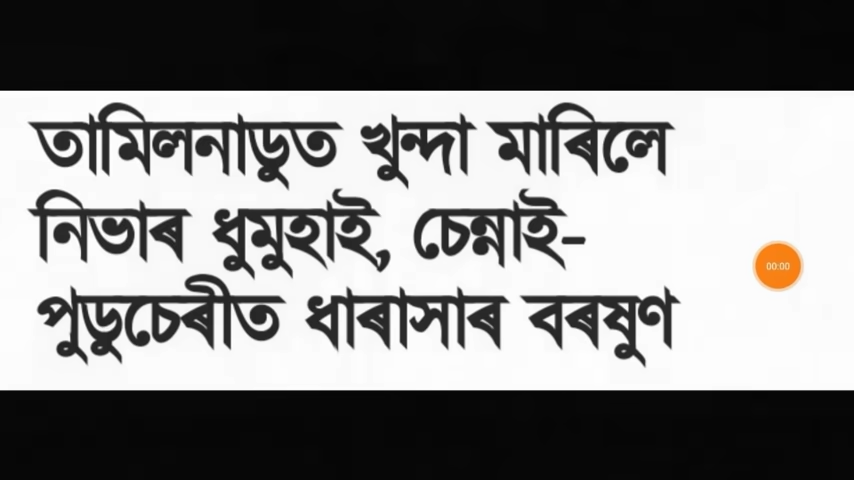 তামিলনাডুত খুন্দা মাৰিলে
নিভাৰ ধুমুহাই, চেন্নাই-
পুডুচেৰীত ধাৰাসাৰ বৰষুণ
00:00